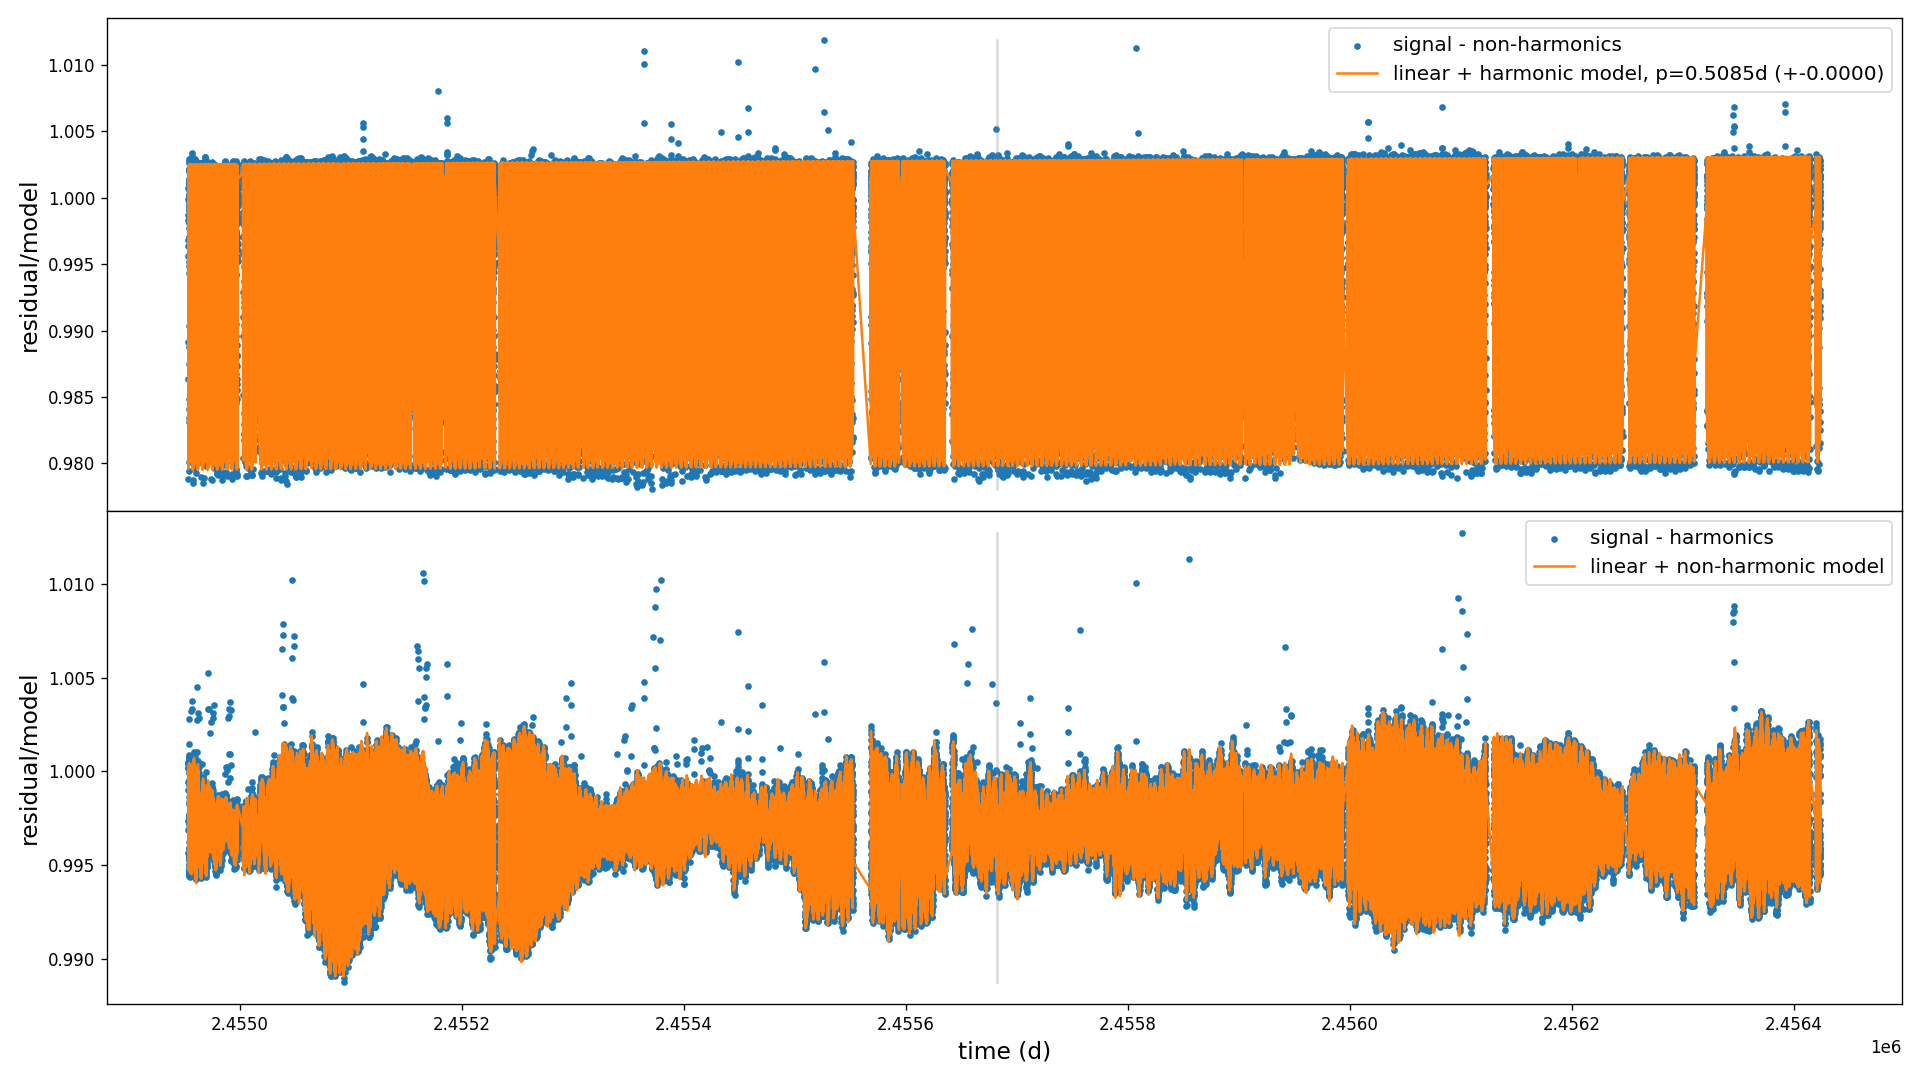 signal - non-harmonics
linear + harmonic model, p=0.5085d (+-0.0000)
1.010
1.005
1.000
0.995
0.990
0.985
0.980
residual/model
signal - harmonics
linear + non-harmonic model
1.010
1.005
1.000
0.995
0.990
residual/model
2.4550 2.4552 2.4554 2.4556 2.4558 2.4560 2.4562 2.4564
time (d)
1e6